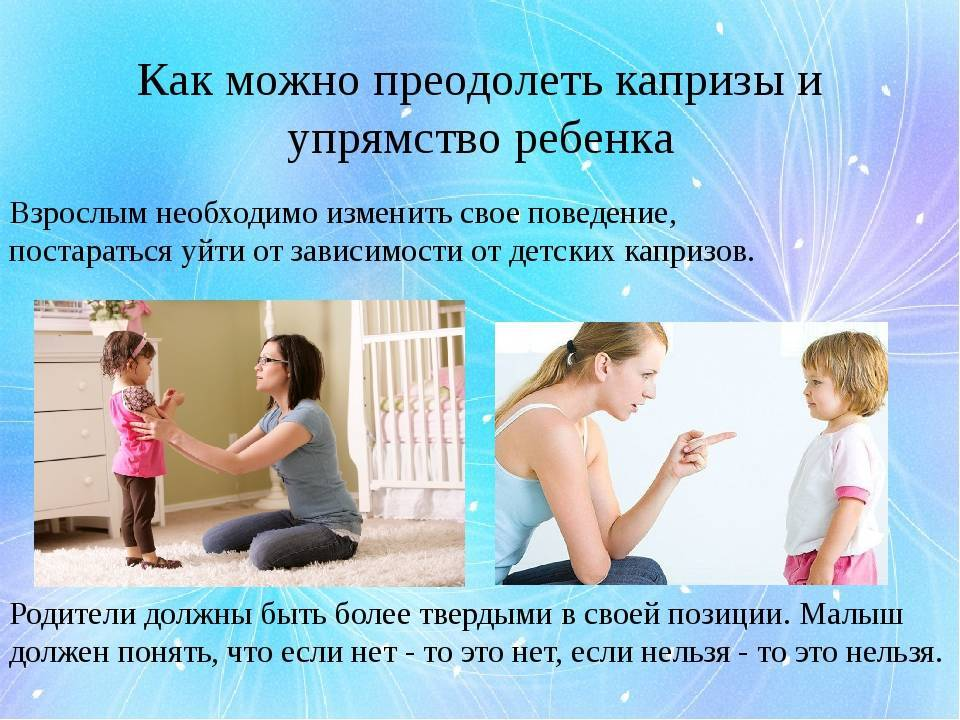 Как можно преодолеть капризы и
упрямство ребенка
Взрослым необходимо изменить свое поведение,
постараться уйти от зависимости от детских капризов.
Родители должны быть более твердыми в своей позиции. Малыш
должен понять, что если нет - то это нет, если нельзя - то это нельзя.